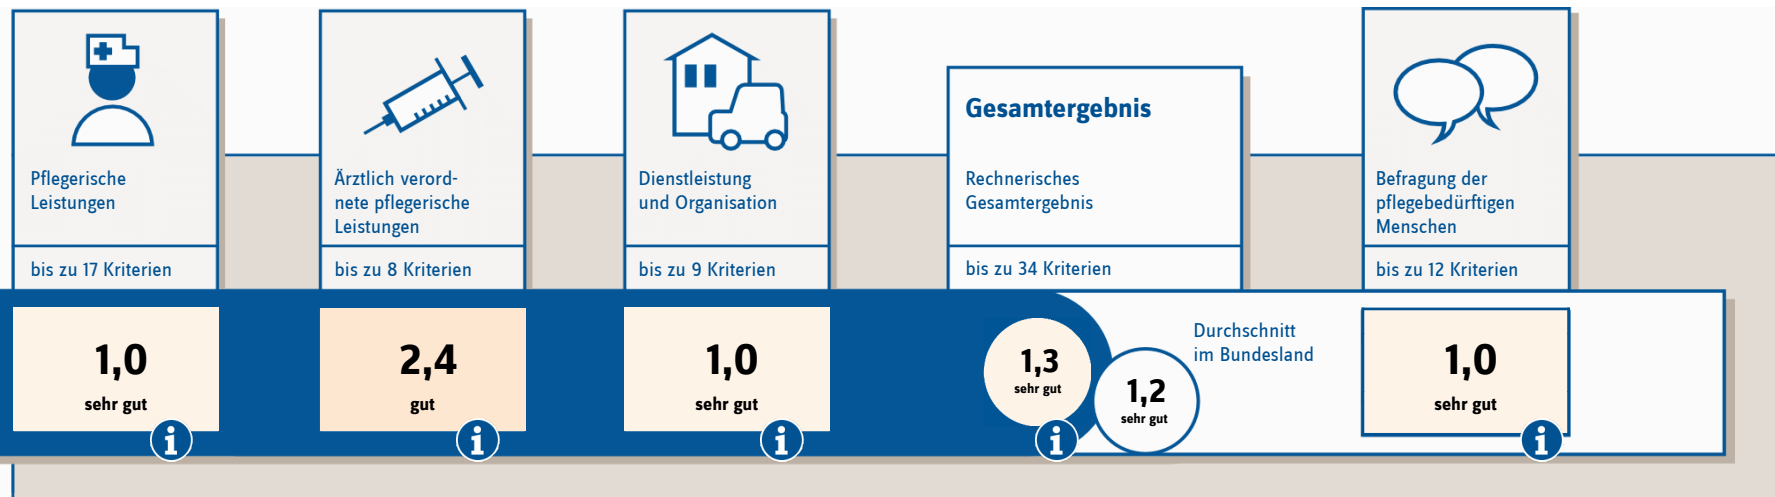 Pflegerische
Leistungen
bis zu 17 Kriterien
1,0
sehr gut
i
Ärztlich verord-
nete pflegerische
Leistungen
bis zu 8 Kriterien
2,4
gut
i
Dienstleistung
und Organisation
bis zu 9 Kriterien
1,0
sehr gut
i
Gesamtergebnis
Rechnerisches
Gesamtergebnis
bis zu 34 Kriterien
1,3
sehr gut
i
1,2
sehr gut
Durchschnitt
im Bundesland
Befragung der
pflegebedürftigen
Menschen
bis zu 12 Kriterien
1,0
sehr gut
i